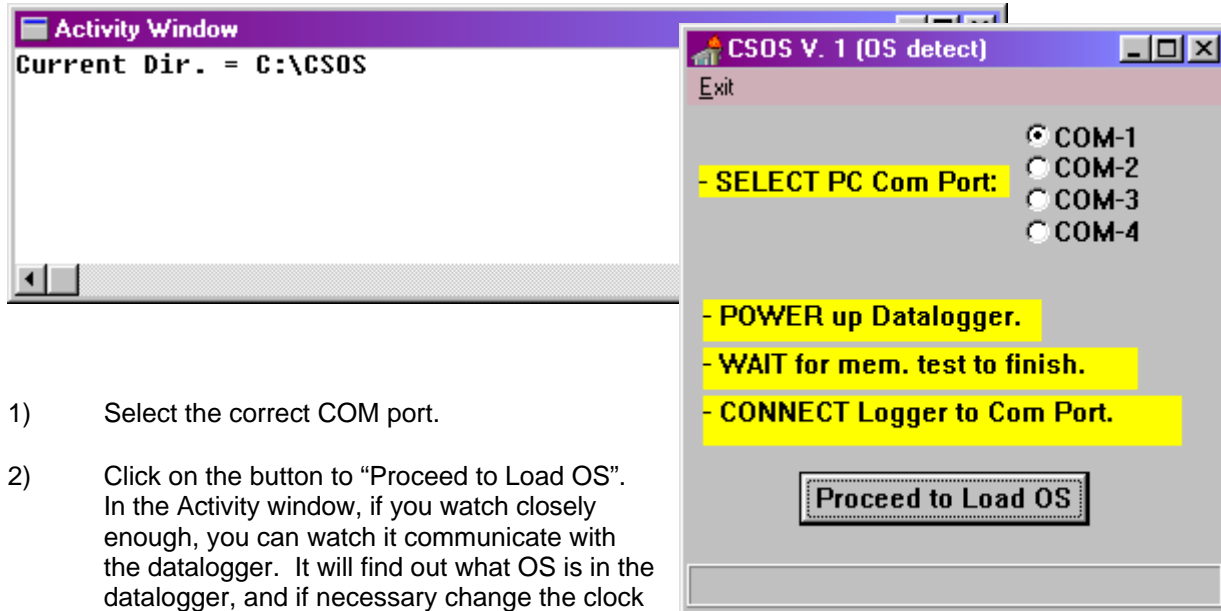 Activity Window
Current Dir. = C:\CSOS
CSOS V. 1 (OS detect)
Exit
- SELECT PC Com Port:
COM-1
COM-2
COM-3
COM-4
- POWER up Datalogger.
- WAIT for mem. test to finish.
- CONNECT Logger to Com Port.
Proceed to Load OS
1) Select the correct COM port.
2) Click on the button to “Proceed to Load OS”.
In the Activity window, if you watch closely
enough, you can watch it communicate with
the datalogger. It will find out what OS is in the
datalogger, and if necessary change the clock